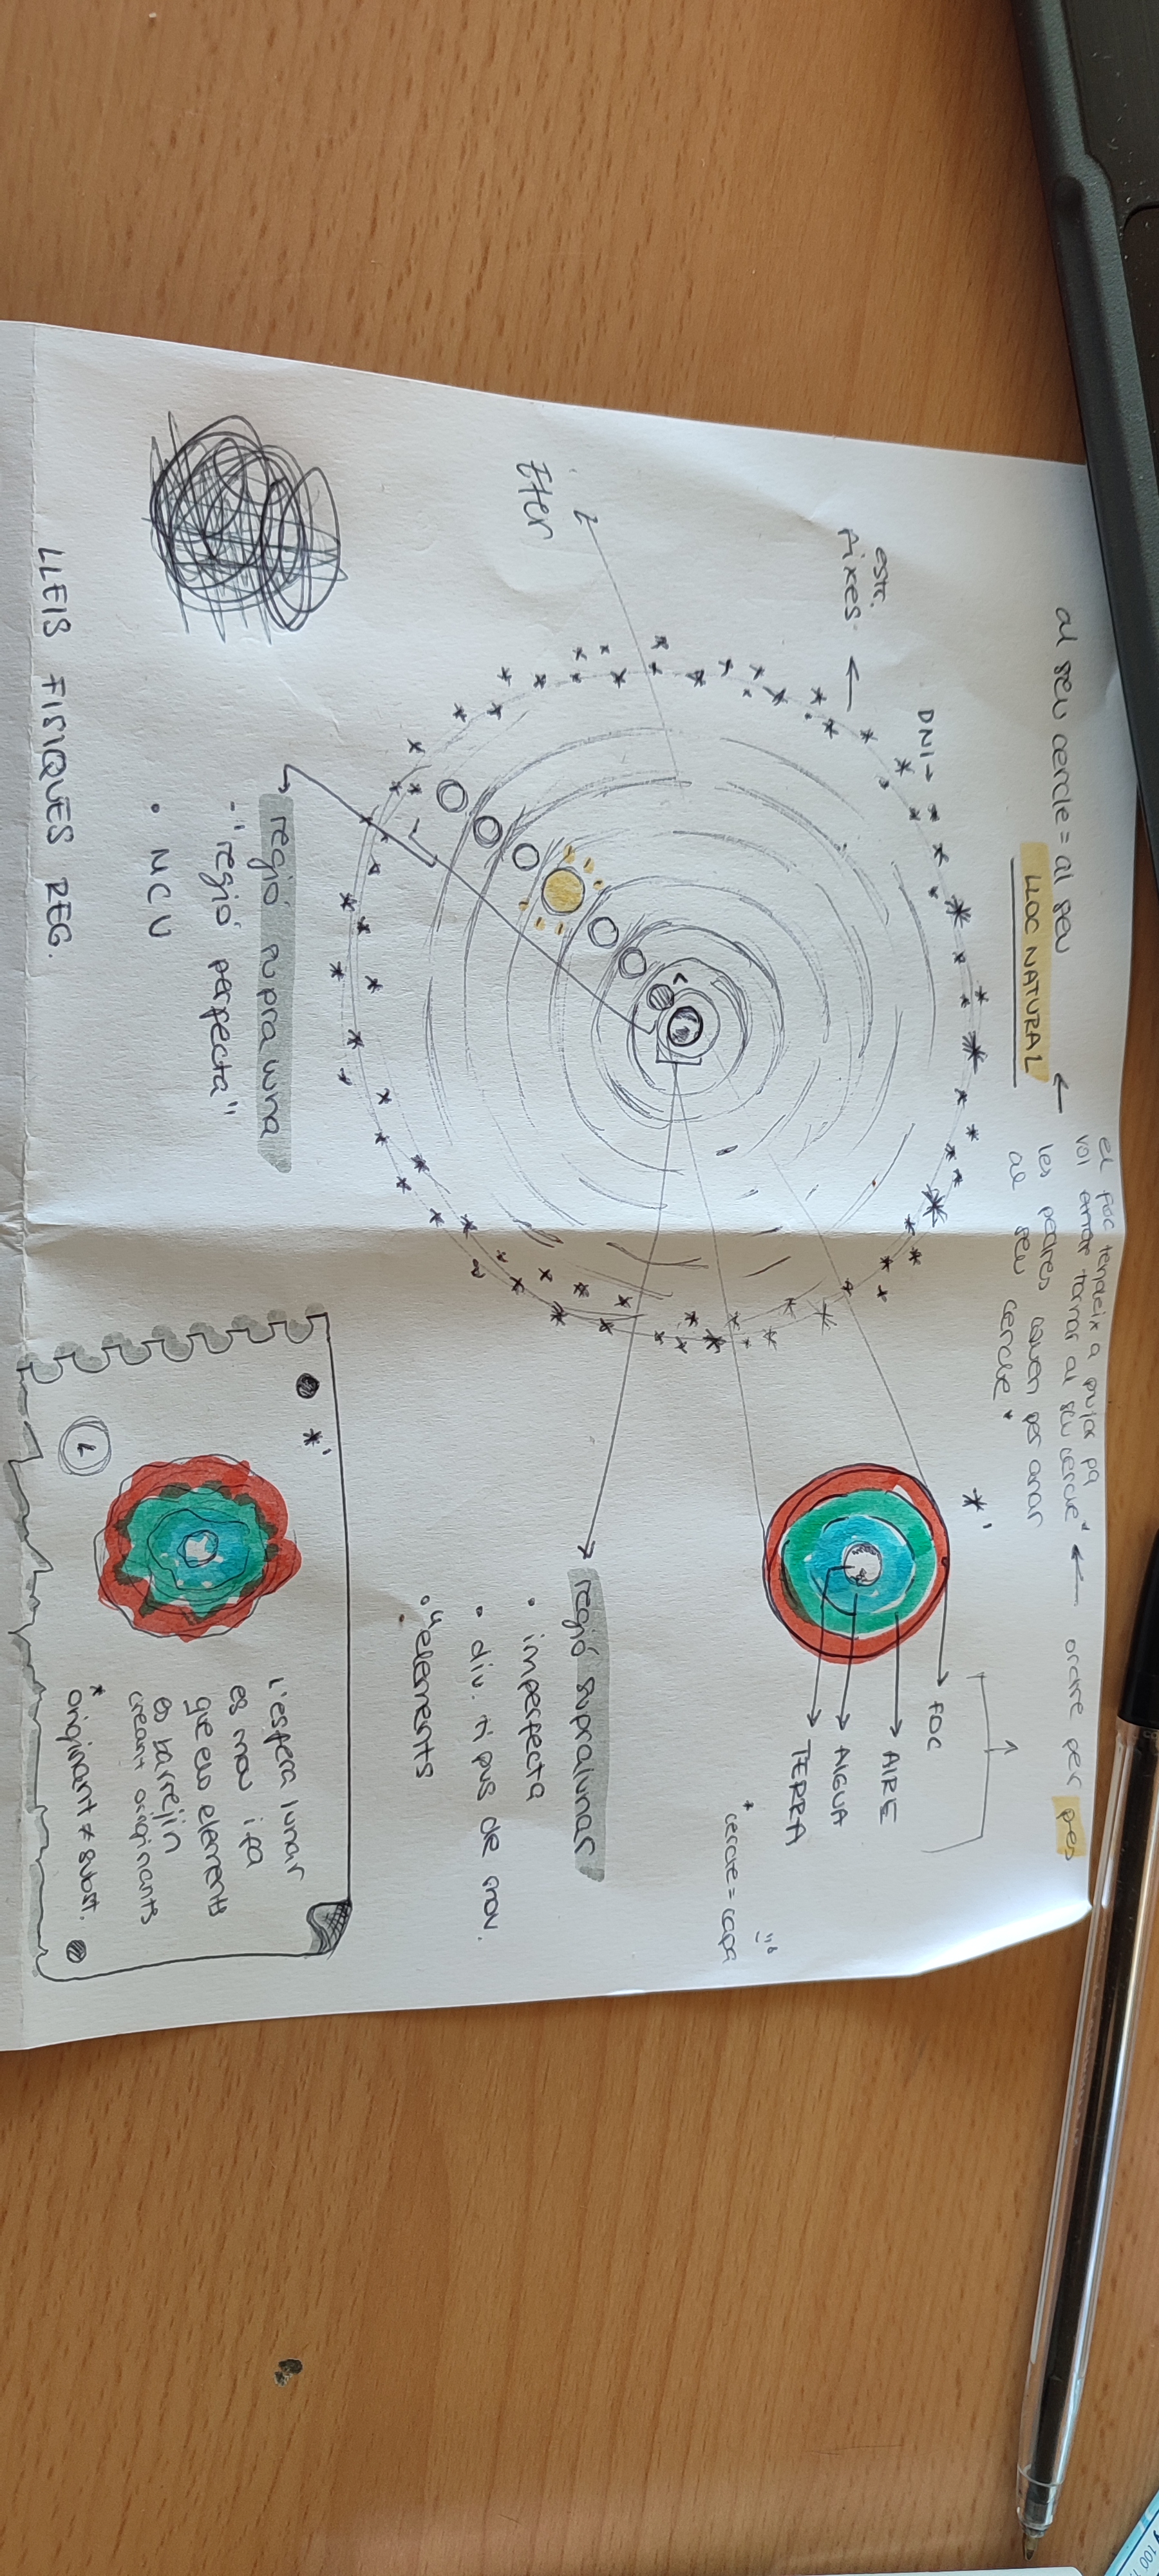 el foc tendeix a pujar pq
vol tornar al seu cercle* ← ordre per pes
les pedres cauen per anar
al seu cercle*
al seu cercle = al seu
LLOC NATURAL
DNI→
estr.
fixes
Eter
*'
FOC
AIRE
AIGUA
TERRA
*cercle = capa
regió supralunar
• imperfecta
• div. tipus de mov.
• 4 elements
regió supra luna
- "regió perfecta"
• MCU
LLEIS FISIQUES REG.
*'
L'esfera lunar
es mou i fa
que els elements
es barrejin
creant originants
*originant ≠ subst.
L